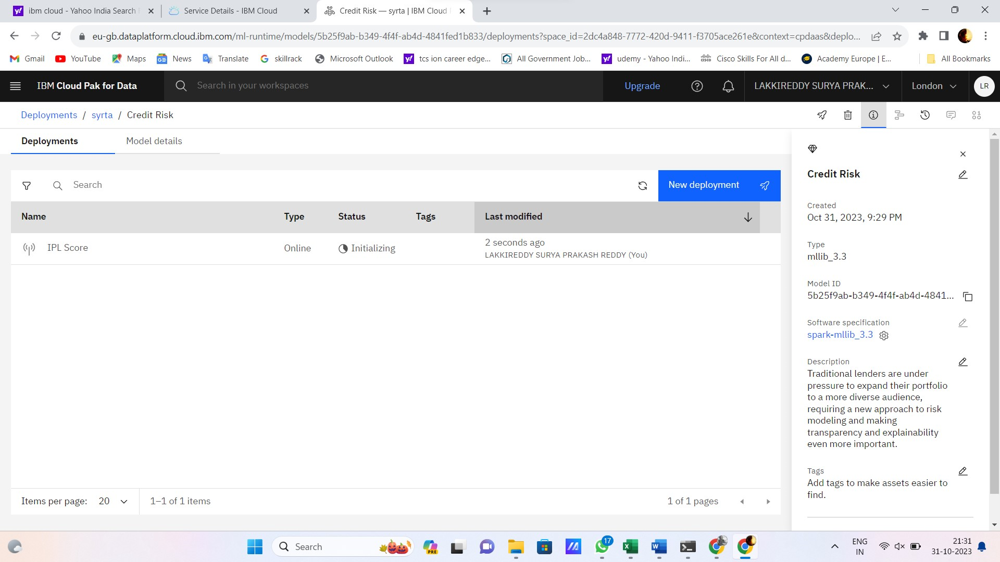 ibm cloud - Yahoo India Search
Service Details - IBM Cloud
Credit Risk — syrta | IBM Cloud
eu-gb.dataplatform.cloud.ibm.com/ml-runtime/models/5b25f9ab-b349-4f4f-ab4d-4841fed1b833/deployments?space_id=2dc4a848-7772-420d-9411-f3705ace261e&context=cpdaas&deplo...
Gmail
YouTube
Maps
News
Translate
skillrack
Microsoft Outlook
tcs ion career edge...
All Government Job...
udemy - Yahoo Indi...
Cisco Skills For All d...
Academy Europe | E...
All Bookmarks
IBM Cloud Pak for Data
Search in your workspaces
Upgrade
LAKKIREDDY SURYA PRAK...
London
LR
Deployments / syrta / Credit Risk
Deployments
Model details
Search
New deployment
Name Type Status Tags Last modified
IPL Score Online Initializing 2 seconds ago
LAKKIREDDY SURYA PRAKASH REDDY (You)
Items per page: 20
1–1 of 1 items
1 of 1 pages
Credit Risk
Created
Oct 31, 2023, 9:29 PM
Type
mllib_3.3
Model ID
5b25f9ab-b349-4f4f-ab4d-4841...
Software specification
spark-mllib_3.3
Description
Traditional lenders are under
pressure to expand their portfolio
to a more diverse audience,
requiring a new approach to risk
modeling and making
transparency and explainability
even more important.
Tags
Add tags to make assets easier to
find.
Search
PRE
17
ENG
IN
21:31
31-10-2023